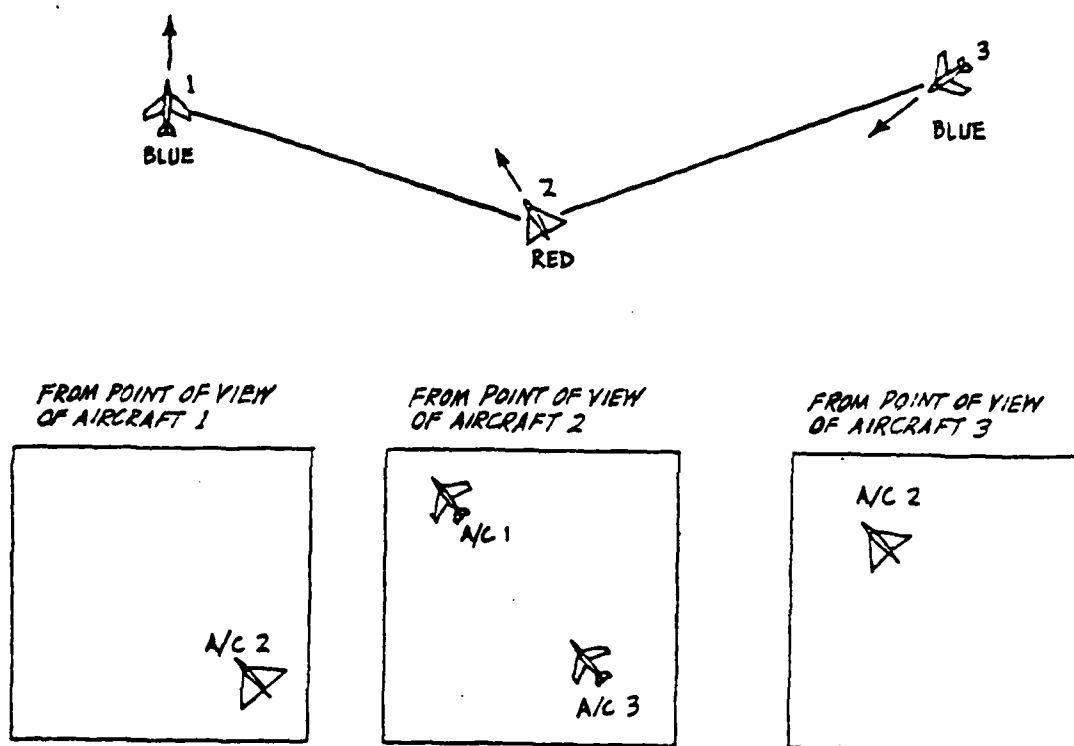 1
BLUE
2
RED
3
BLUE
FROM POINT OF VIEW
OF AIRCRAFT 1
A/C 2
FROM POINT OF VIEW
OF AIRCRAFT 2
A/C 1
A/C 3
FROM POINT OF VIEW
OF AIRCRAFT 3
A/C 2